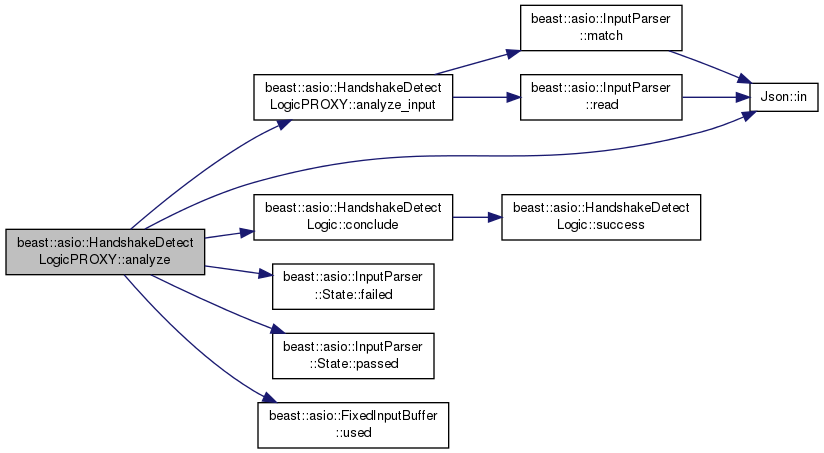 beast::asio::InputParser
::match
beast::asio::HandshakeDetect
LogicPROXY::analyze_input
beast::asio::InputParser
::read
Json::in
beast::asio::HandshakeDetect
Logic::conclude
beast::asio::HandshakeDetect
Logic::success
beast::asio::HandshakeDetect
LogicPROXY::analyze
beast::asio::InputParser
::State::failed
beast::asio::InputParser
::State::passed
beast::asio::FixedInputBuffer
::used